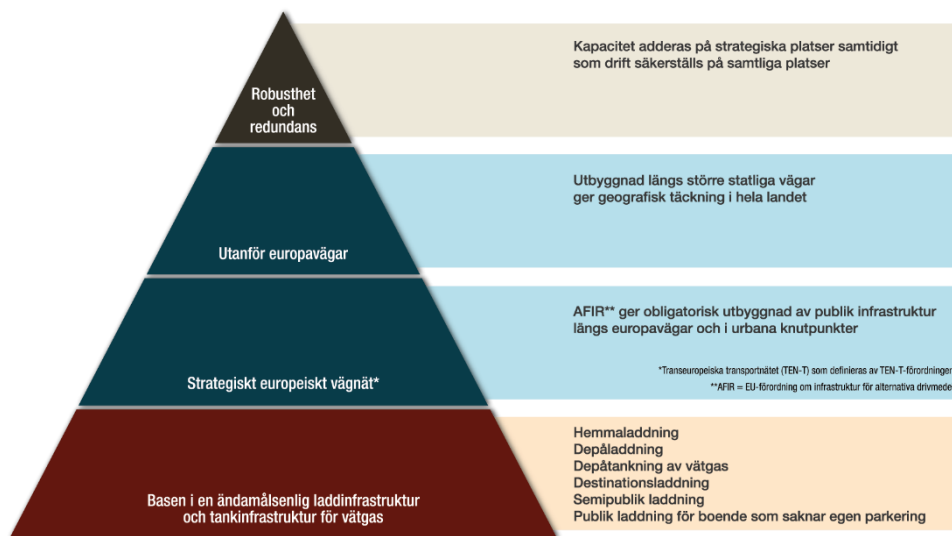 Robusthet
och
redundans
Kapacitet adderas på strategiska platser samtidigt
som drift säkerställs på samtliga platser
Utanför europavägar
Utbyggnad längs större statliga vägar
ger geografisk täckning i hela landet
Strategiskt europeiskt vägnät*
AFIR** ger obligatorisk utbyggnad av publik infrastruktur
längs europavägar och i urbana knutpunkter
*Transeuropeiska transportnätet (TEN-T) som definieras av TEN-T-förordningen
**AFIR = EU-förordning om infrastruktur för alternativa drivmede
Basen i en ändamålsenlig laddinfrastruktur
och tankinfrastruktur för vätgas
Hemmaladdning
Depåladdning
Depåtankning av vätgas
Destinationsladdning
Semipublik laddning
Publik laddning för boende som saknar egen parkering